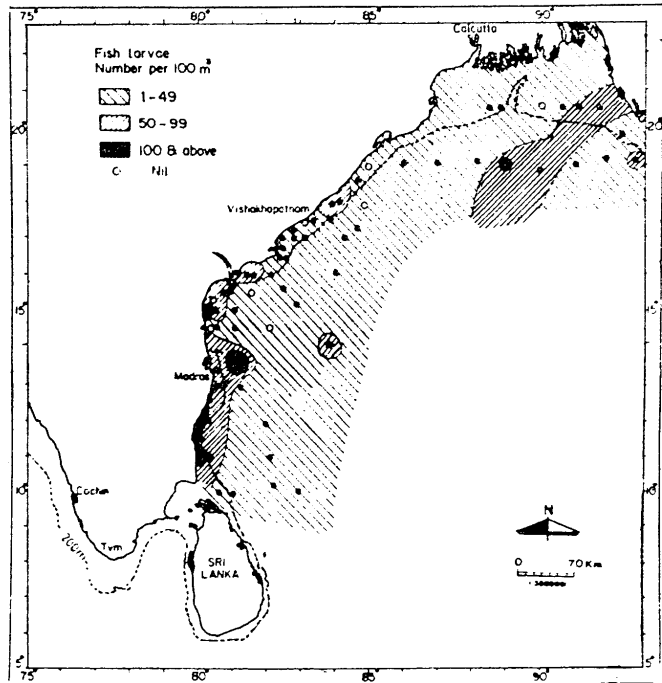 Fish larvae
Number per 100 m³
1-49
50-99
100 & above
Nil
Calcutta
Vishakhapatnam
Madras
Cochin
Tvm
200m
SRI
LANKA
N
0 70 Km
75° 80° 85° 90°
20°
15°
10°
5°
20°
15°
10°
5°
75° 80° 85° 90°